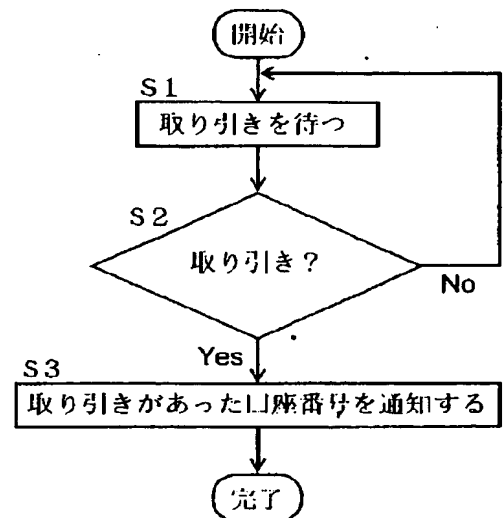 開始
S1
取り引きを待つ
S2
取り引き?
No
Yes
S3
取り引きがあった口座番号を通知する
完了